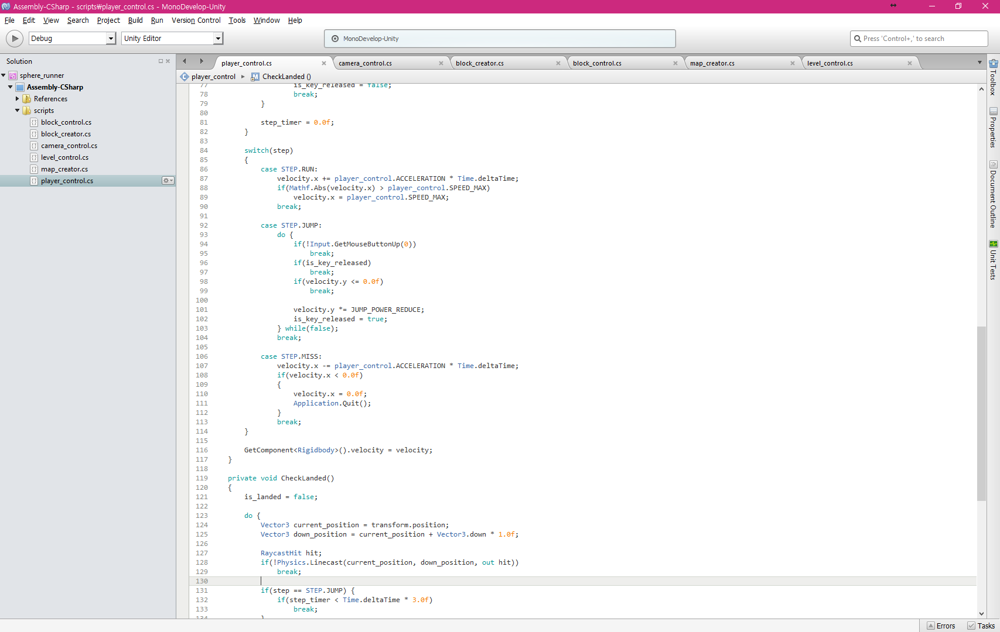 Assembly-CSharp - scripts₩player_control.cs - MonoDevelop-Unity
File Edit View Search Project Build Run Version Control Tools Window Help
Debug Unity Editor MonoDevelop-Unity Press 'Control+,' to search
Solution
sphere_runner
Assembly-CSharp
References
scripts
block_control.cs
block_creator.cs
camera_control.cs
level_control.cs
map_creator.cs
player_control.cs
player_control.cs camera_control.cs block_creator.cs block_control.cs map_creator.cs level_control.cs
player_control CheckLanded ()
77 is_key_released = false;
78 break;
79 }
80
81 step_timer = 0.0f;
82 }
83
84 switch(step)
85 {
86 case STEP.RUN:
87 velocity.x += player_control.ACCELERATION * Time.deltaTime;
88 if(Mathf.Abs(velocity.x) > player_control.SPEED_MAX)
89 velocity.x = player_control.SPEED_MAX;
90 break;
91
92 case STEP.JUMP:
93 do {
94 if(!Input.GetMouseButtonUp(0))
95 break;
96 if(is_key_released)
97 break;
98 if(velocity.y <= 0.0f)
99 break;
100
101 velocity.y *= JUMP_POWER_REDUCE;
102 is_key_released = true;
103 } while(false);
104 break;
105
106 case STEP.MISS:
107 velocity.x -= player_control.ACCELERATION * Time.deltaTime;
108 if(velocity.x < 0.0f)
109 {
110 velocity.x = 0.0f;
111 Application.Quit();
112 }
113 break;
114 }
115
116 GetComponent<Rigidbody>().velocity = velocity;
117 }
118
119 private void CheckLanded()
120 {
121 is_landed = false;
122
123 do {
124 Vector3 current_position = transform.position;
125 Vector3 down_position = current_position + Vector3.down * 1.0f;
126
127 RaycastHit hit;
128 if(!Physics.Linecast(current_position, down_position, out hit))
129 break;
130
131 if(step == STEP.JUMP) {
132 if(step_timer < Time.deltaTime * 3.0f)
133 break;
134 }
Toolbox
Properties
Document Outline
Unit Tests
Errors Tasks